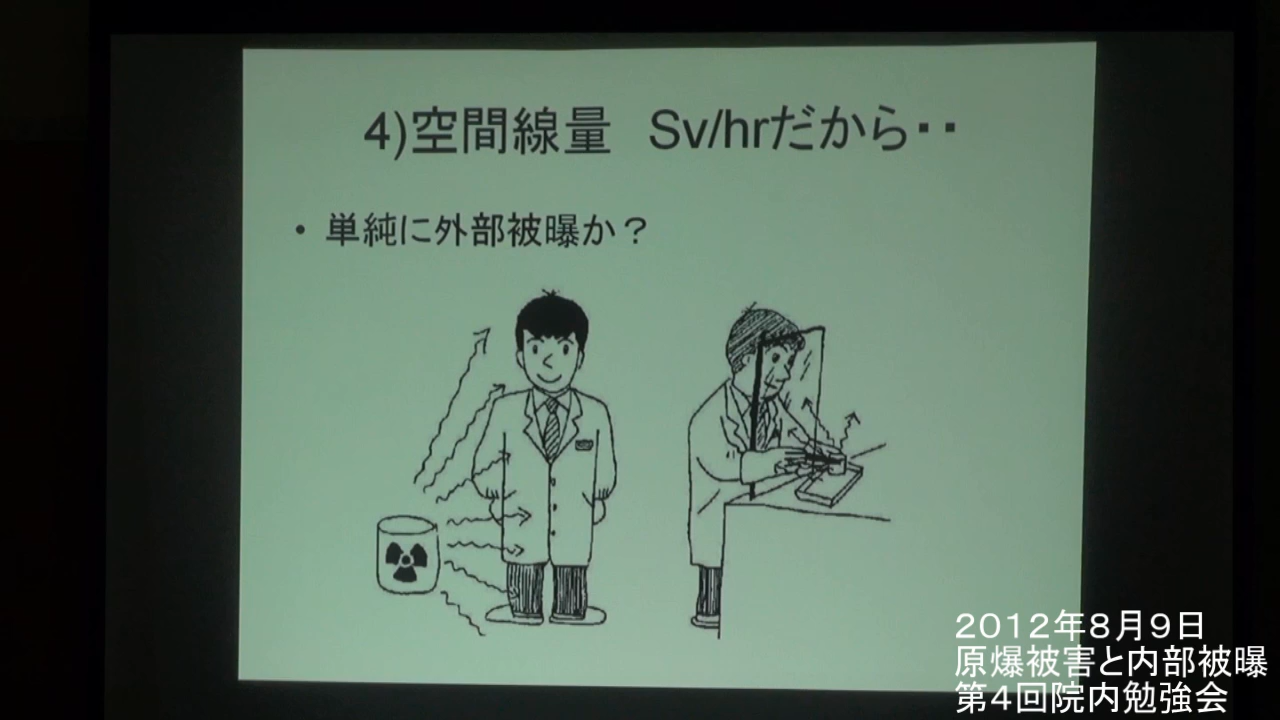 4)空間線量　Sv/hrだから・・
・単純に外部被曝か？
２０１２年８月９日
原爆被害と内部被曝
第４回院内勉強会